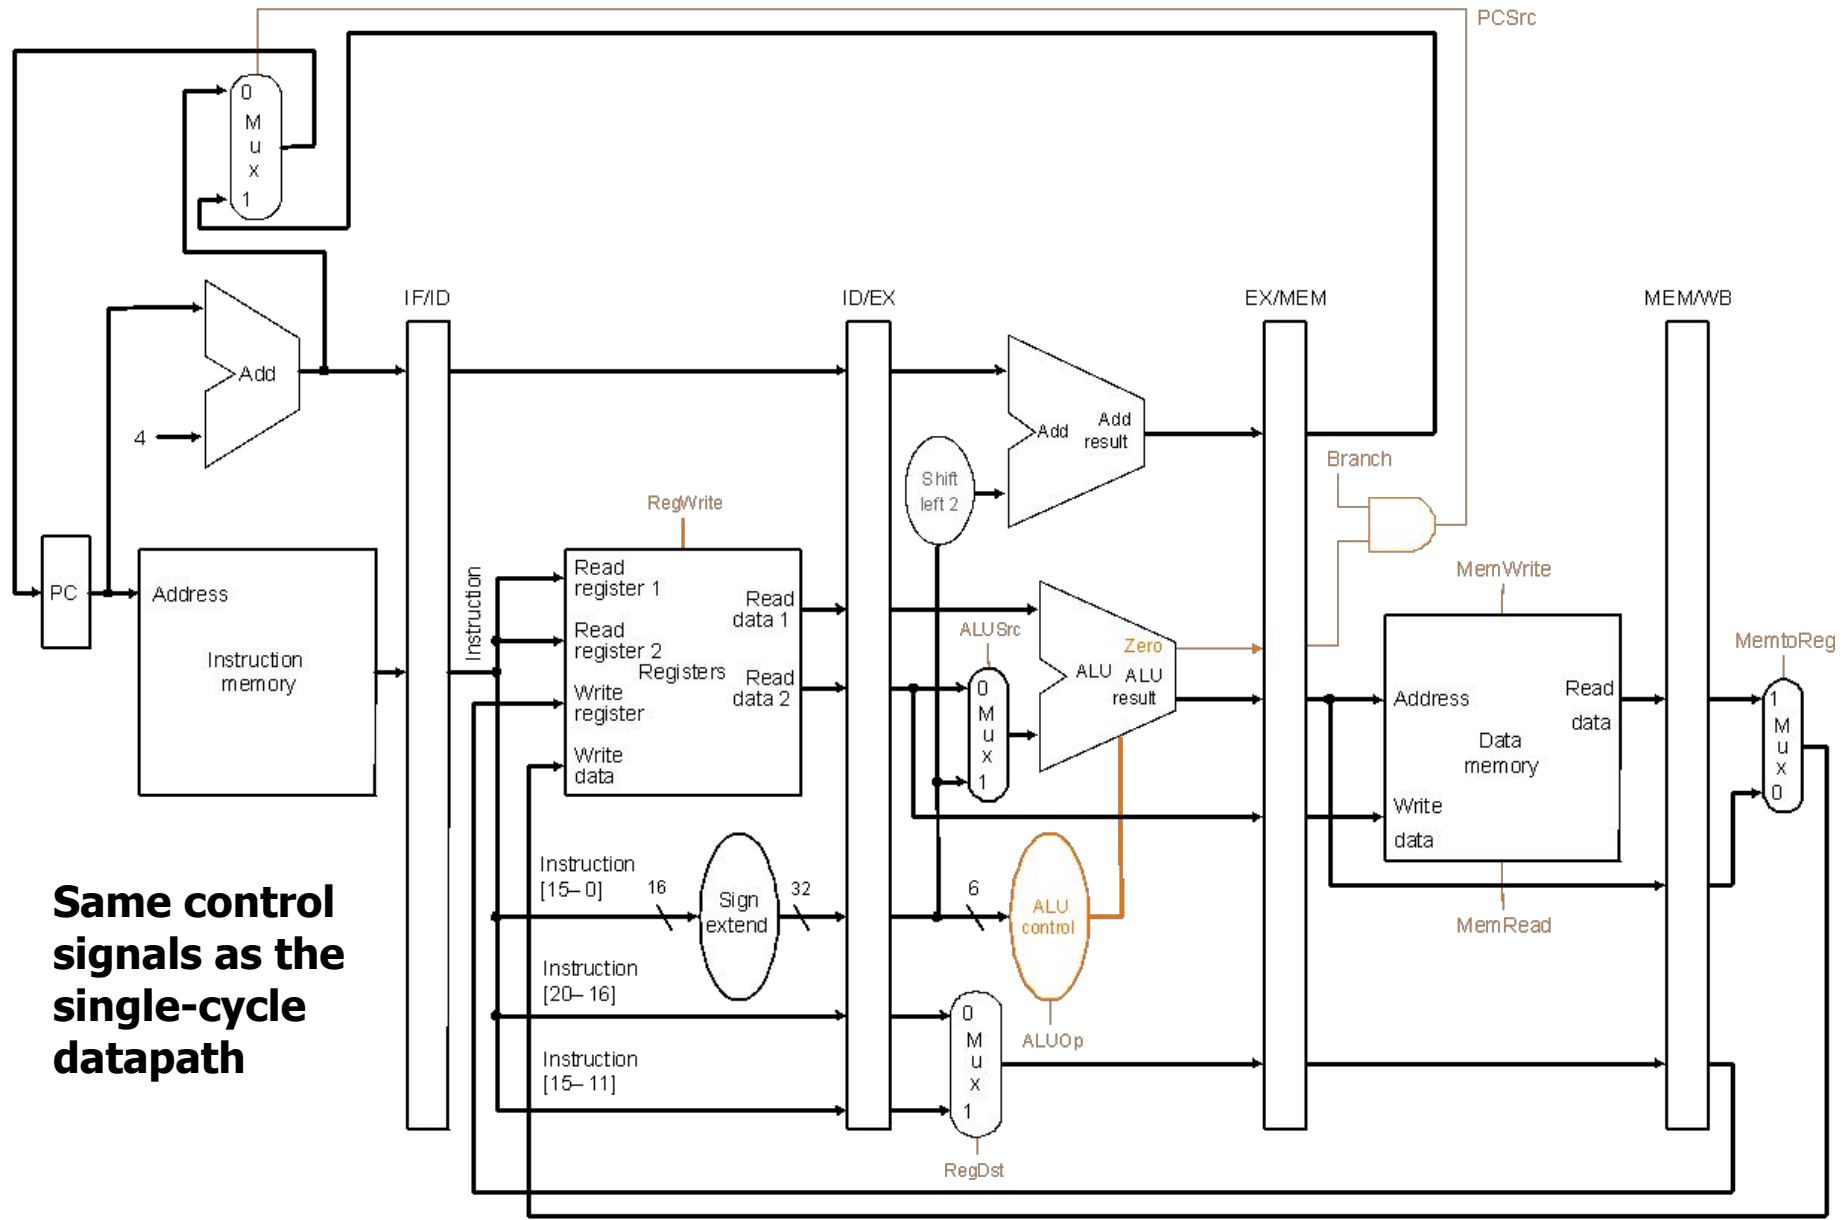 PCSrc
0
M
u
x
1
IF/ID
ID/EX
EX/MEM
MEM/WB
Add
4
Add
Add
result
Shift
left 2
Branch
RegWrite
PC
Address
Instruction
memory
Instruction
Read
register 1
Read
register 2
Write
register
Write
data
Registers
Read
data 1
Read
data 2
ALUSrc
0
M
u
x
1
Zero
ALU
ALU
result
MemWrite
Address
Read
data
Data
memory
Write
data
MemRead
MemtoReg
1
M
u
x
0
Instruction
[15–0]
16
Sign
extend
32
6
ALU
control
ALUOp
Instruction
[20–16]
Instruction
[15–11]
0
M
u
x
1
RegDst
Same control
signals as the
single-cycle
datapath